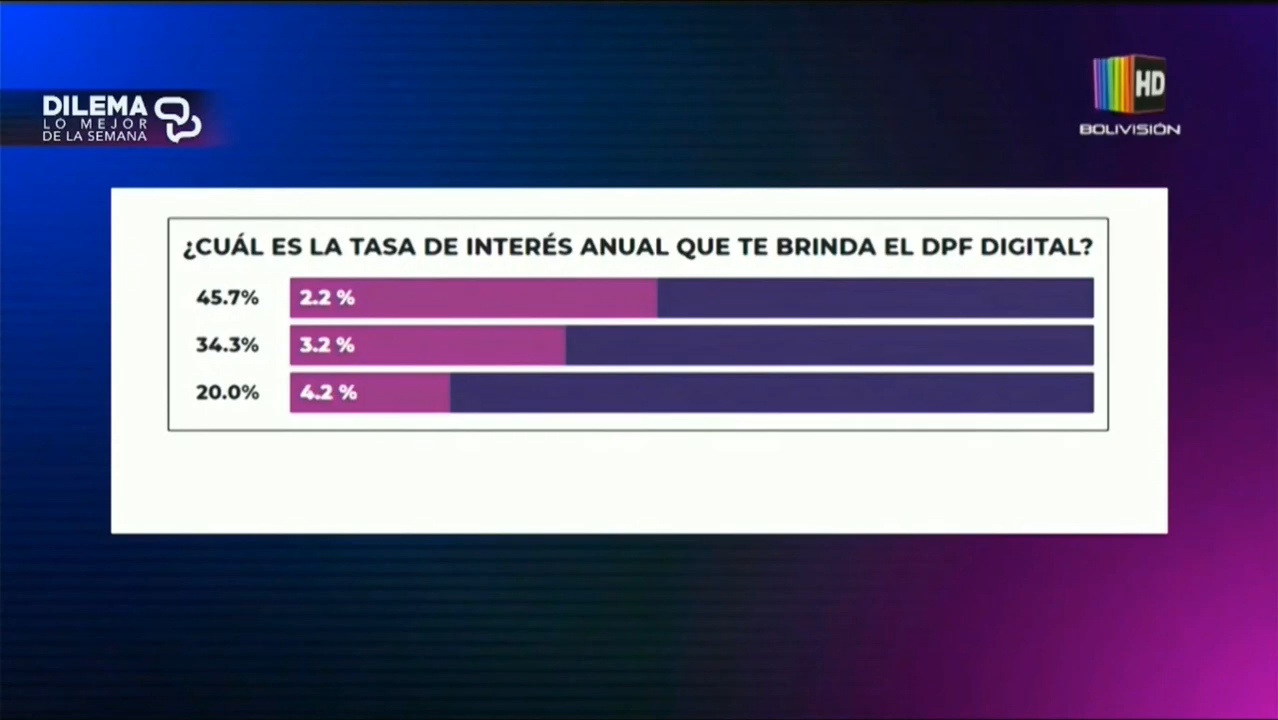 DILEMA
LO MEJOR
DE LA SEMANA
HD
BOLIVISIÓN
¿CUÁL ES LA TASA DE INTERÉS ANUAL QUE TE BRINDA EL DPF DIGITAL?
45.7% 2.2 %
34.3% 3.2 %
20.0% 4.2 %